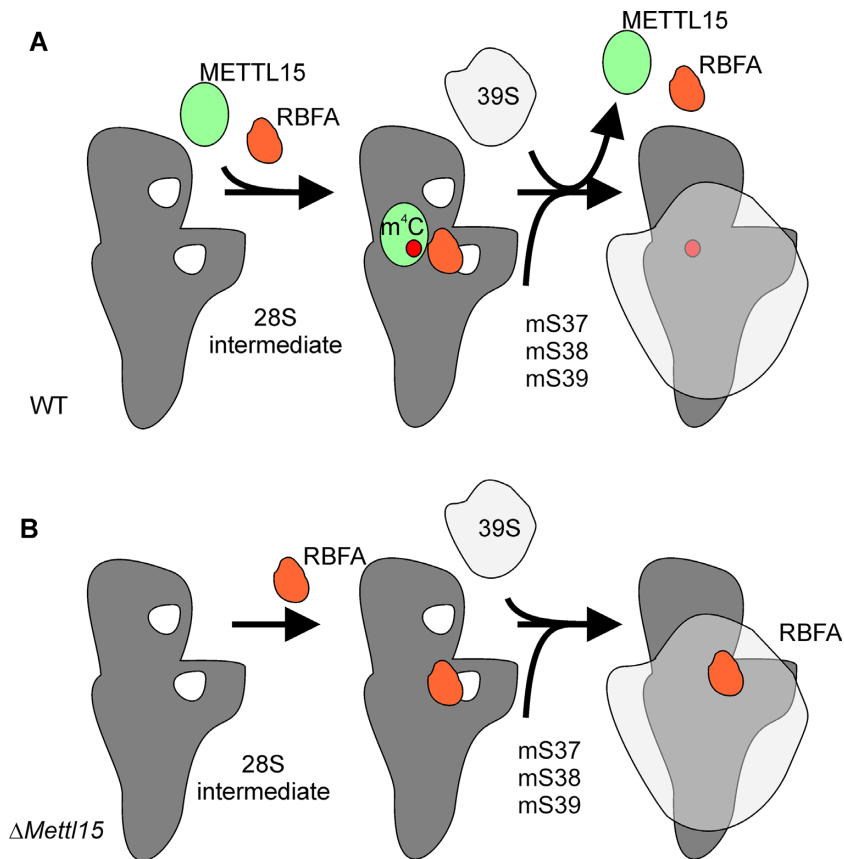 A
METTL15
RBFA
39S
METTL15
RBFA
m⁴C
28S
intermediate
mS37
mS38
mS39
WT
B
RBFA
39S
RBFA
28S
intermediate
mS37
mS38
mS39
ΔMettl15